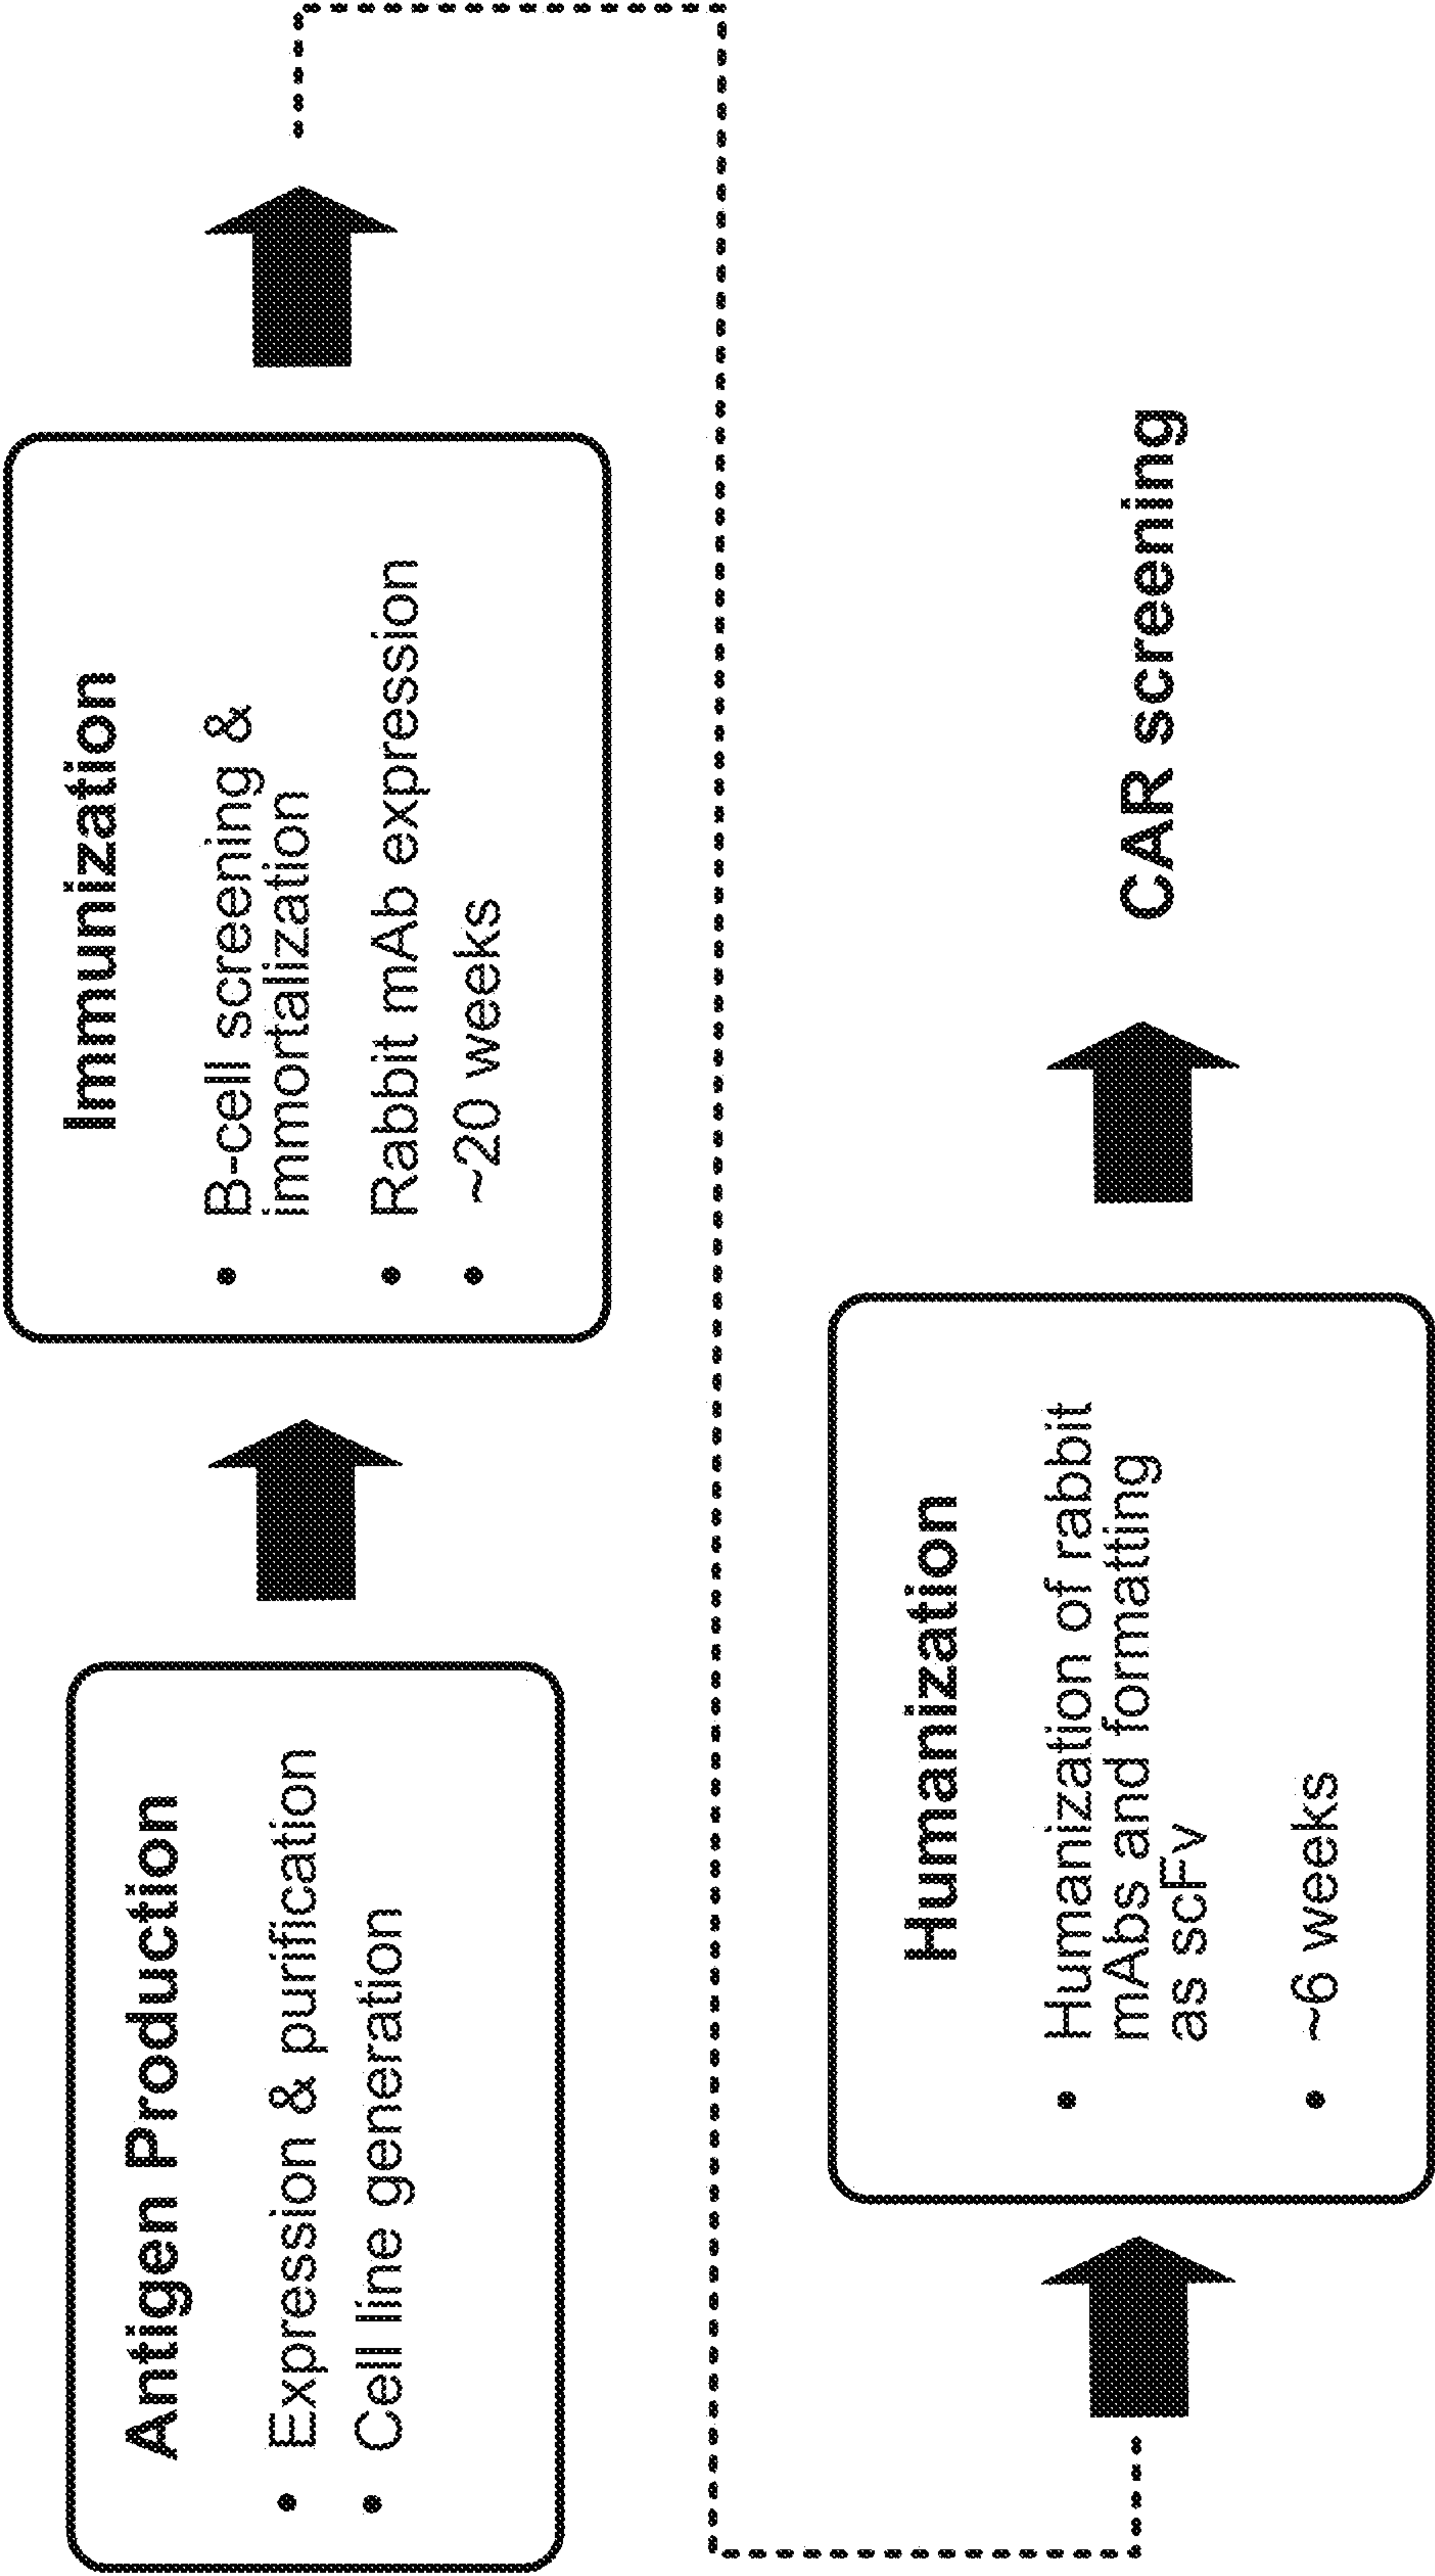 Antigen Production
• Expression & purification
• Cell line generation
Immunization
• B-cell screening &
immortalization
• Rabbit mAb expression
• ~20 weeks
Humanization
• Humanization of rabbit
mAbs and formatting
as scFv
• ~6 weeks
CAR screening